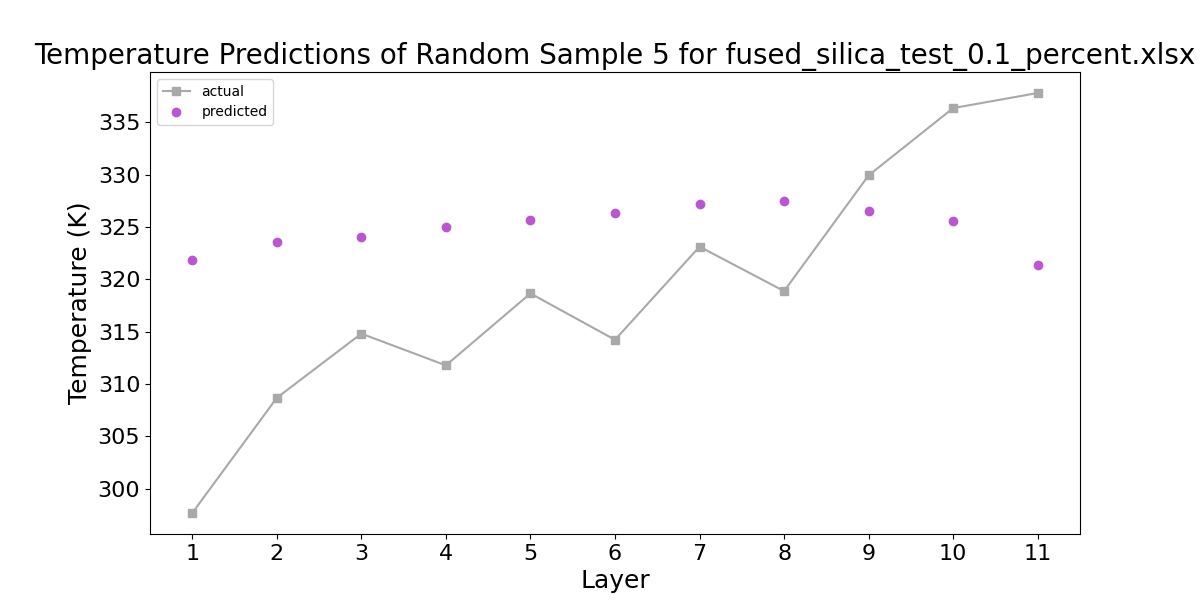 Temperature Predictions of Random Sample 5 for fused_silica_test_0.1_percent.xlsx
actual
predicted
Temperature (K)
335
330
325
320
315
310
305
300
1 2 3 4 5 6 7 8 9 10 11
Layer